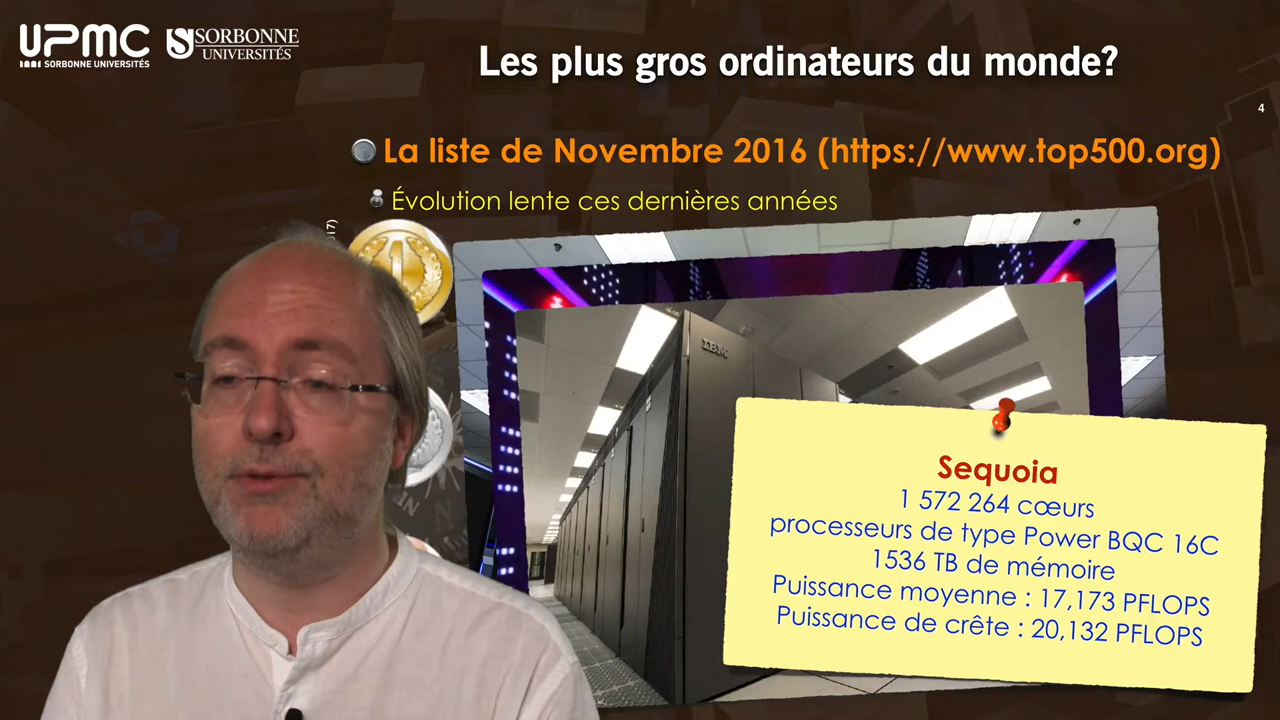 UPMC
SORBONNE UNIVERSITÉS
SORBONNE
UNIVERSITÉS
Les plus gros ordinateurs du monde?
4
La liste de Novembre 2016 (https://www.top500.org)
Évolution lente ces dernières années
1
IBM
Sequoia
1 572 264 cœurs
processeurs de type Power BQC 16C
1536 TB de mémoire
Puissance moyenne : 17,173 PFLOPS
Puissance de crête : 20,132 PFLOPS